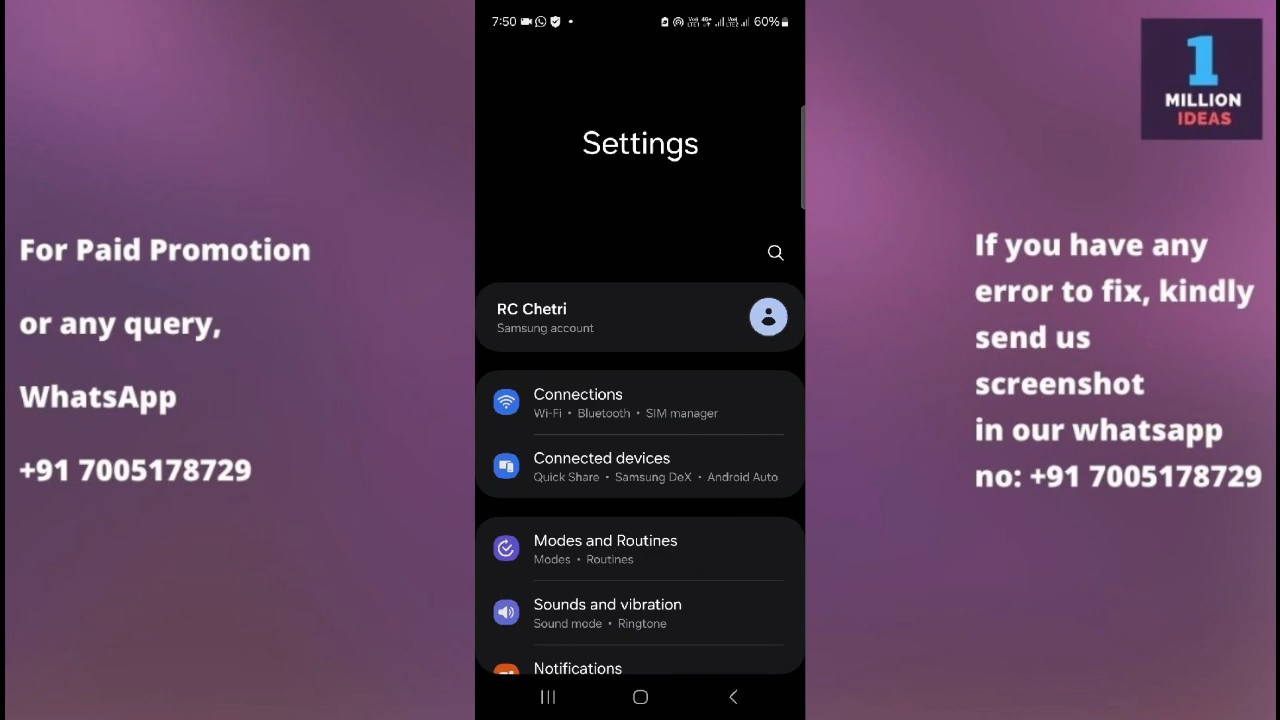 For Paid Promotion
or any query,
WhatsApp
+91 7005178729
7:50
60%
Settings
RC Chetri
Samsung account
Connections
Wi-Fi • Bluetooth • SIM manager
Connected devices
Quick Share • Samsung DeX • Android Auto
Modes and Routines
Modes • Routines
Sounds and vibration
Sound mode • Ringtone
Notifications
1
MILLION
IDEAS
If you have any
error to fix, kindly
send us
screenshot
in our whatsapp
no: +91 7005178729